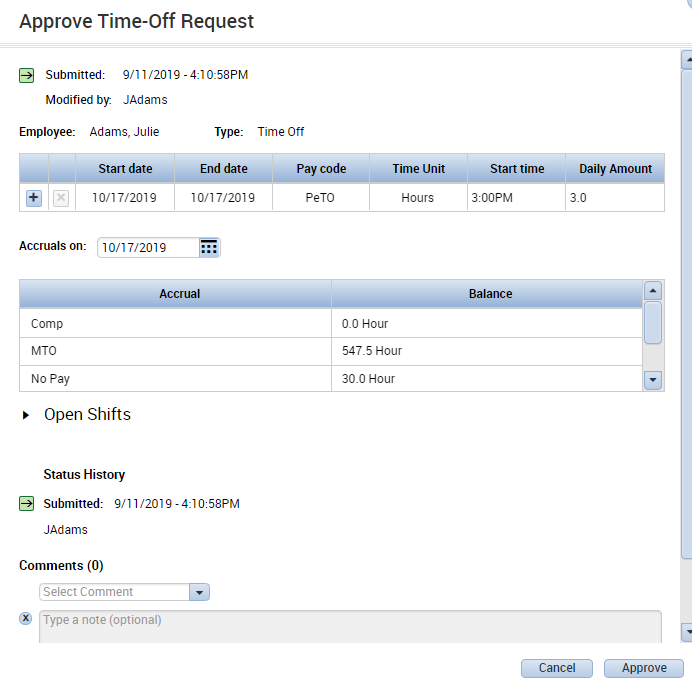 Approve Time-Off Request
Submitted: 9/11/2019 - 4:10:58PM
Modified by: JAdams
Employee: Adams, Julie Type: Time Off
Start date End date Pay code Time Unit Start time Daily Amount
10/17/2019 10/17/2019 PeTO Hours 3:00PM 3.0
Accruals on: 10/17/2019
Accrual Balance
Comp 0.0 Hour
MTO 547.5 Hour
No Pay 30.0 Hour
Open Shifts
Status History
Submitted: 9/11/2019 - 4:10:58PM
JAdams
Comments (0)
Select Comment
Type a note (optional)
Cancel Approve